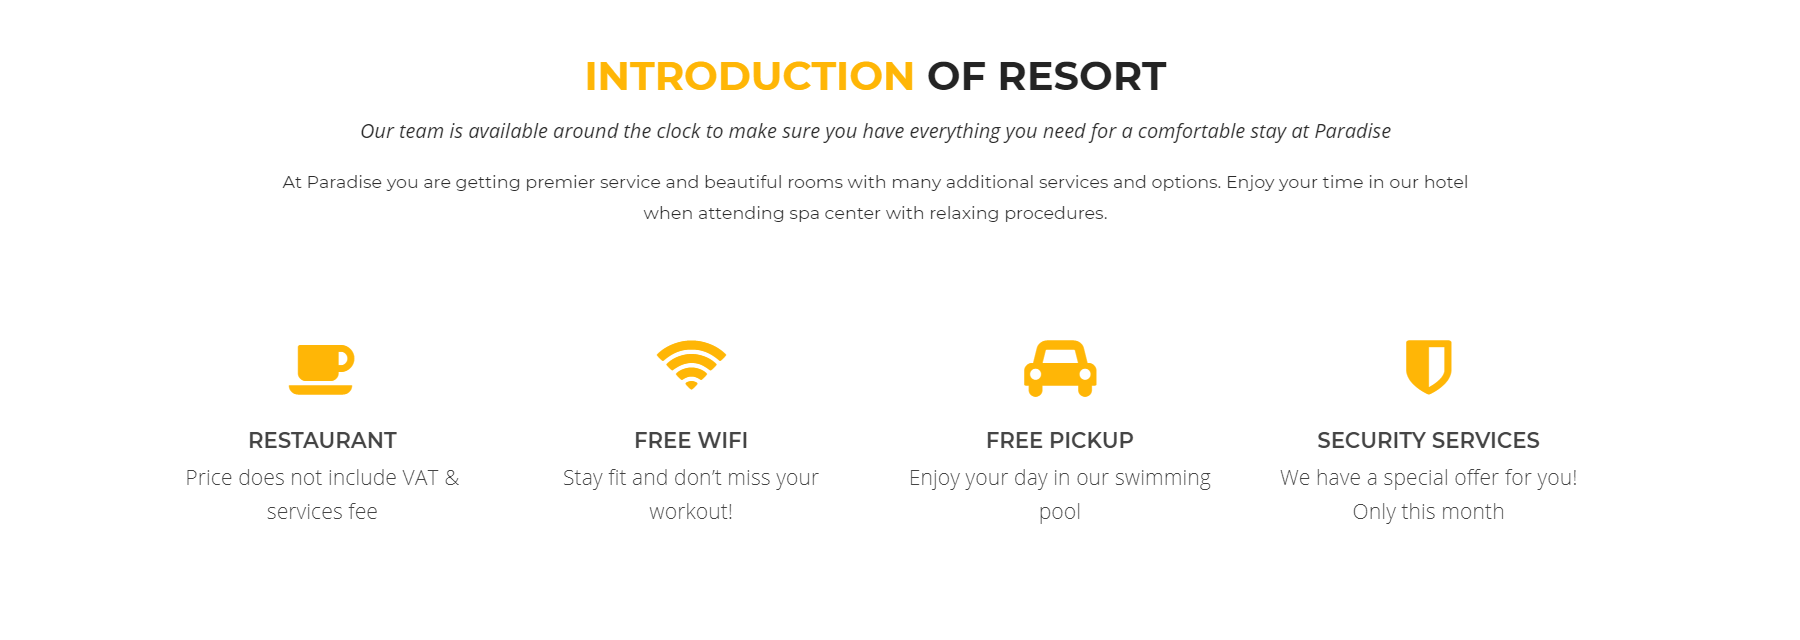 INTRODUCTION OF RESORT
Our team is available around the clock to make sure you have everything you need for a comfortable stay at Paradise
At Paradise you are getting premier service and beautiful rooms with many additional services and options. Enjoy your time in our hotel
when attending spa center with relaxing procedures.
RESTAURANT
Price does not include VAT &
services fee
FREE WIFI
Stay fit and don’t miss your
workout!
FREE PICKUP
Enjoy your day in our swimming
pool
SECURITY SERVICES
We have a special offer for you!
Only this month